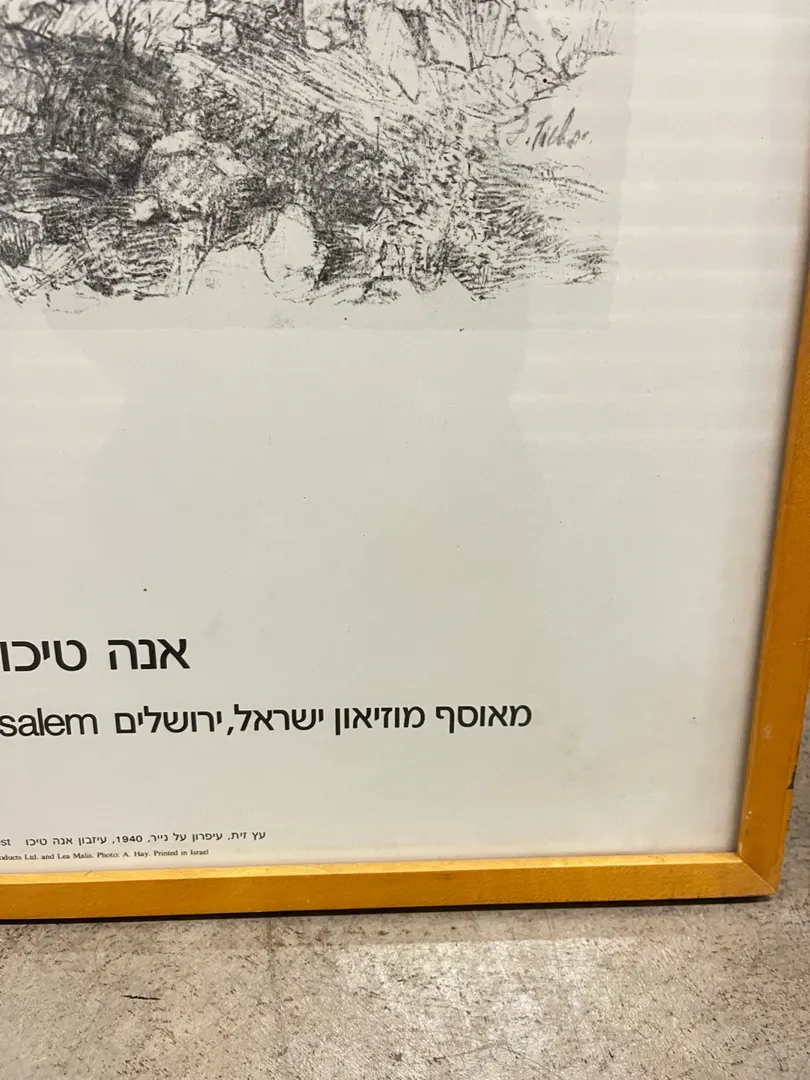 Ticho.
אנה טיכו
salem מאוסף מוזיאון ישראל, ירושלים
st עץ זית, עיפרון על נייר, 1940, עיזבון אנה טיכו
oducts Ltd. and Lea Malis. Photo: A. Hay. Printed in Israel